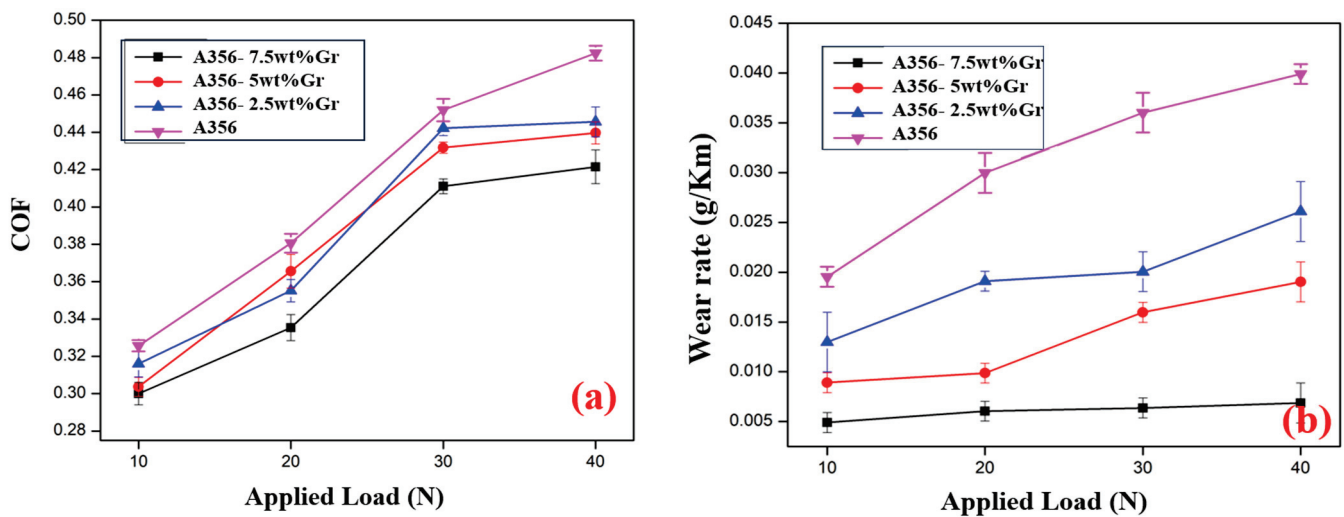 0.50
0.48
0.46
0.44
0.42
0.40
0.38
0.36
0.34
0.32
0.30
0.28
COF
A356- 7.5wt%Gr
A356- 5wt%Gr
A356- 2.5wt%Gr
A356
(a)
10 20 30 40
Applied Load (N)
0.045
0.040
0.035
0.030
0.025
0.020
0.015
0.010
0.005
Wear rate (g/Km)
A356- 7.5wt%Gr
A356- 5wt%Gr
A356- 2.5wt%Gr
A356
(b)
10 20 30 40
Applied Load (N)